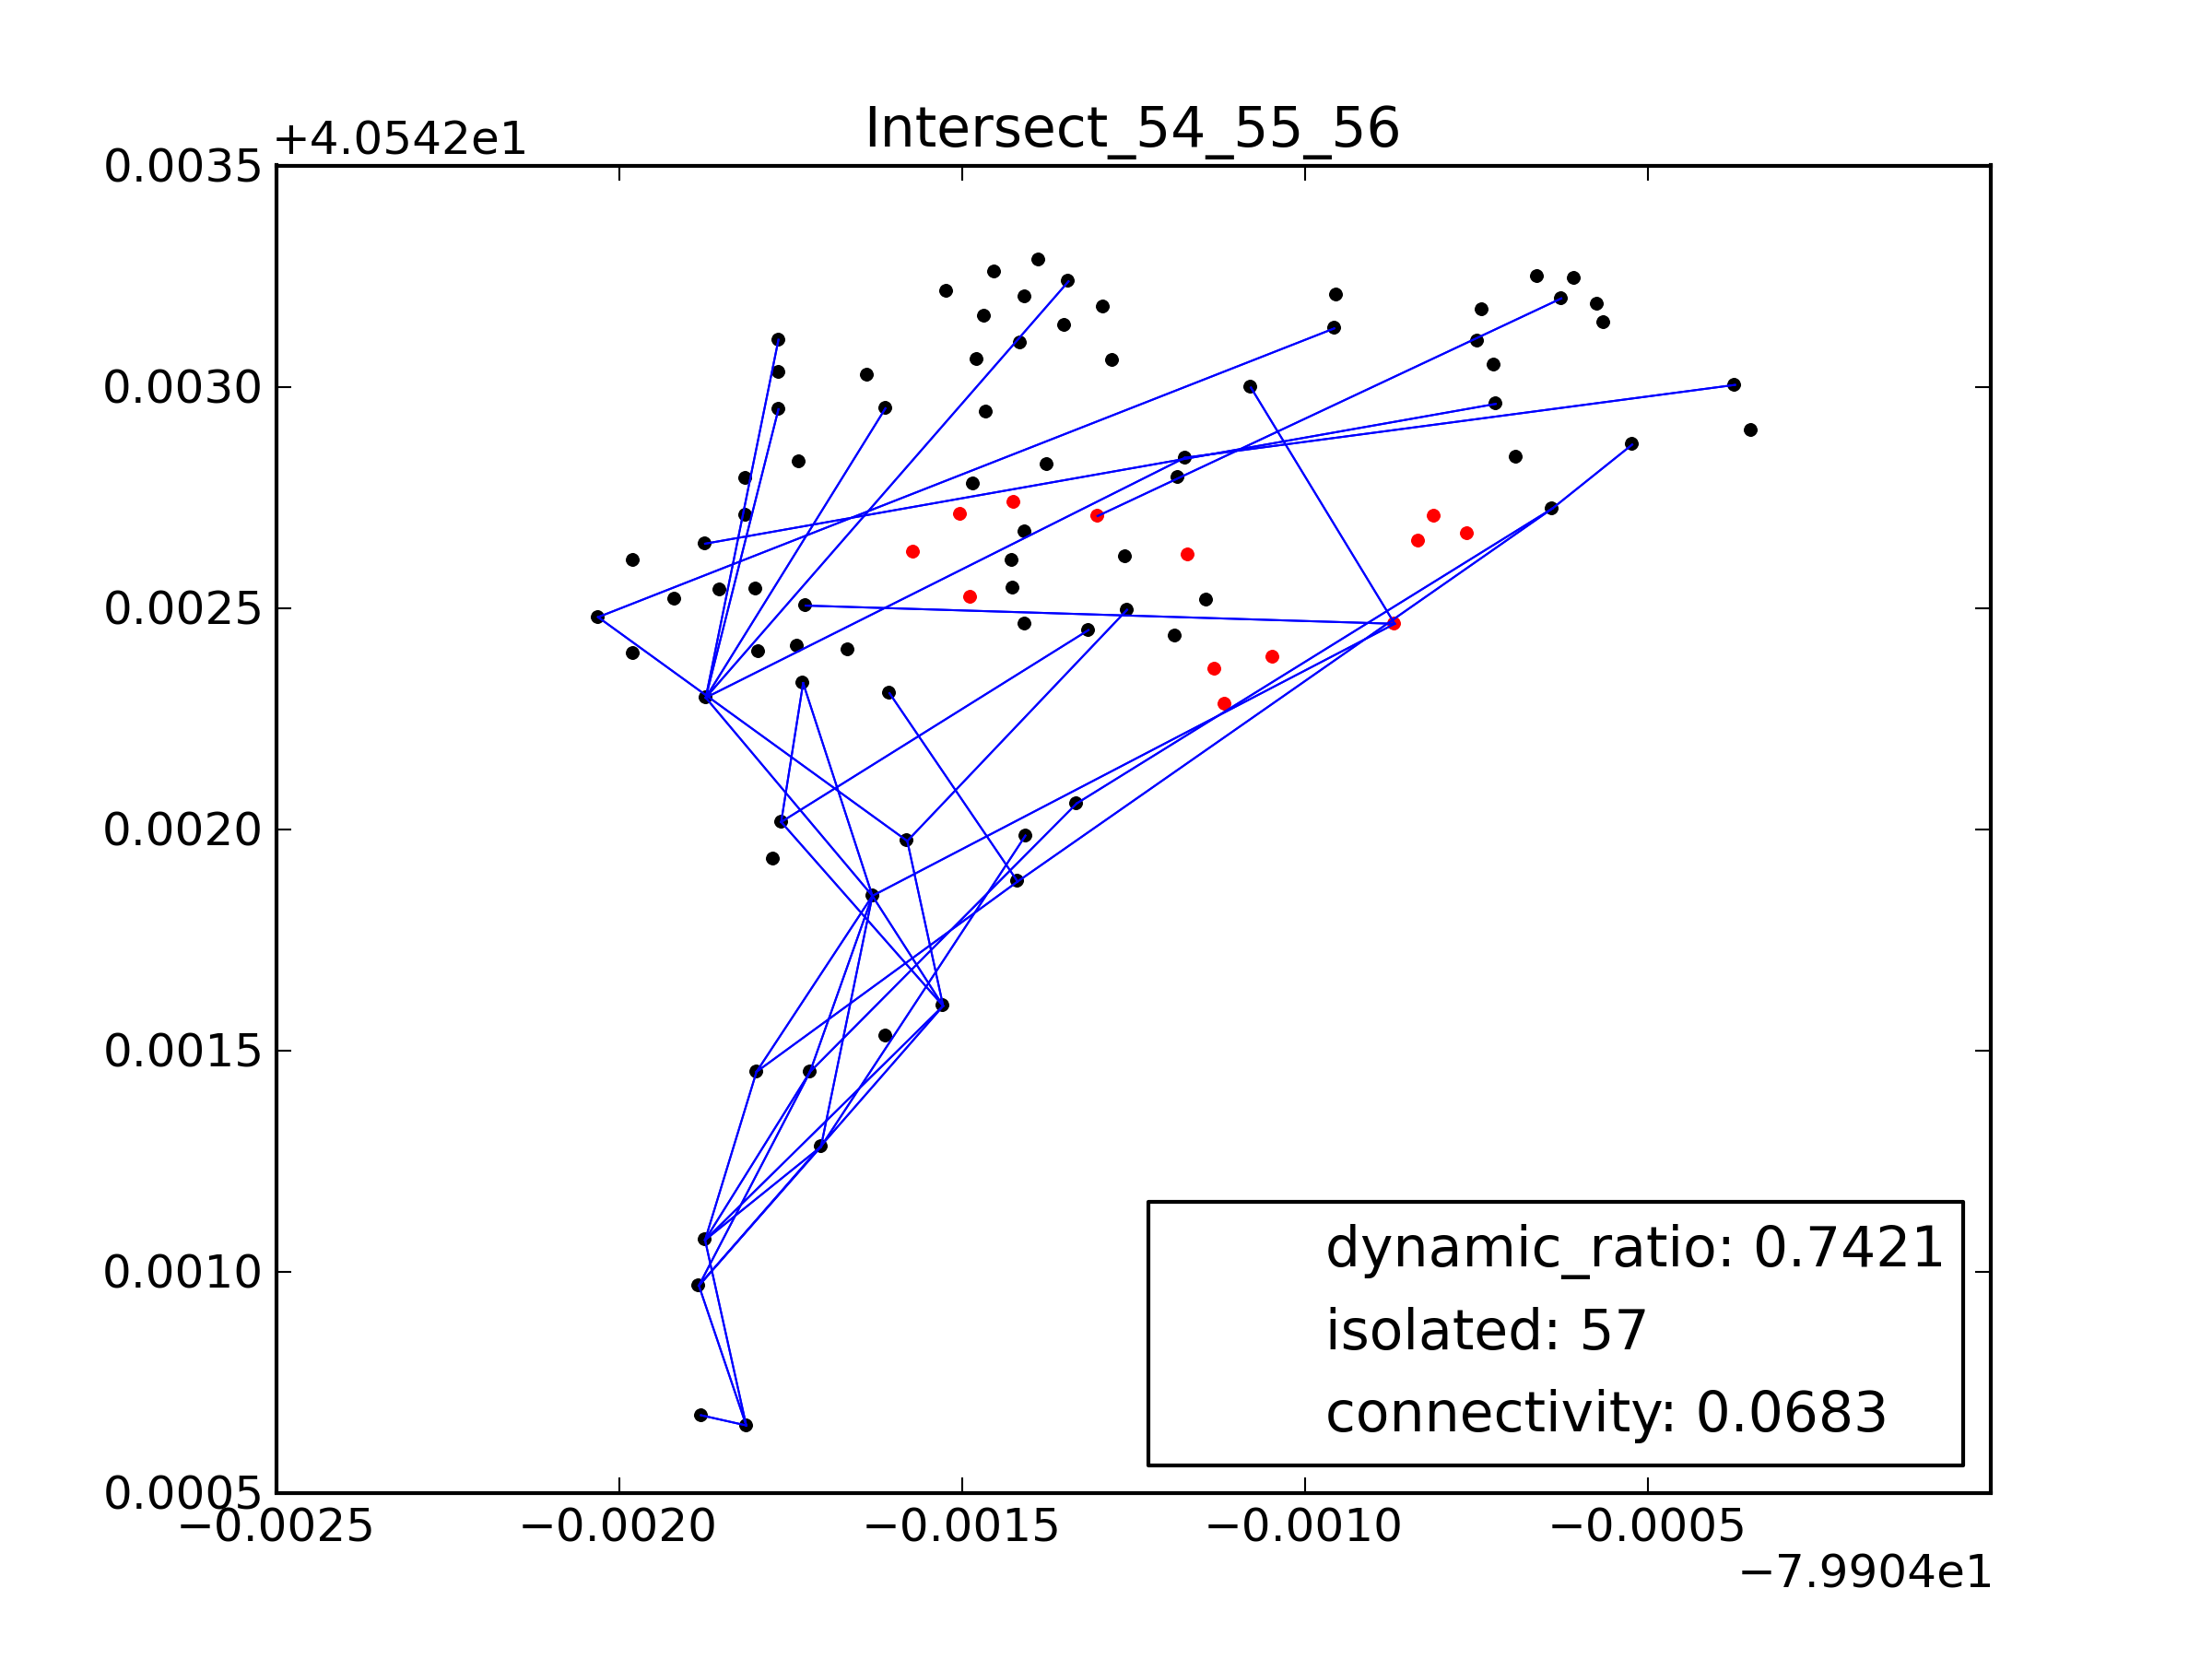 Intersect_54_55_56
+4.0542e1
0.0035
0.0030
0.0025
0.0020
0.0015
0.0010
0.0005
dynamic_ratio: 0.7421
isolated: 57
connectivity: 0.0683
−0.0025 −0.0020 −0.0015 −0.0010 −0.0005
−7.9904e1